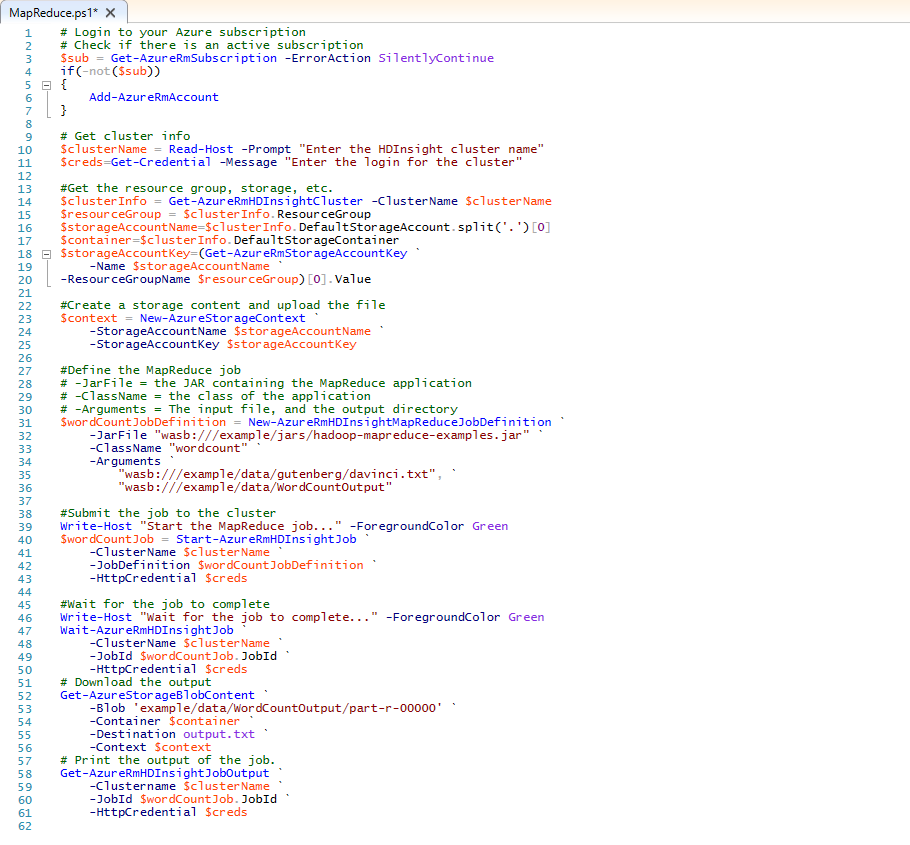 MapReduce.ps1* ✕
1 # Login to your Azure subscription
2 # Check if there is an active subscription
3 $sub = Get-AzureRmSubscription -ErrorAction SilentlyContinue
4 if(-not($sub))
5 {
6     Add-AzureRmAccount
7 }
8
9 # Get cluster info
10 $clusterName = Read-Host -Prompt "Enter the HDInsight cluster name"
11 $creds=Get-Credential -Message "Enter the login for the cluster"
12
13 #Get the resource group, storage, etc.
14 $clusterInfo = Get-AzureRmHDInsightCluster -ClusterName $clusterName
15 $resourceGroup = $clusterInfo.ResourceGroup
16 $storageAccountName=$clusterInfo.DefaultStorageAccount.split('.')[0]
17 $container=$clusterInfo.DefaultStorageContainer
18 $storageAccountKey=(Get-AzureRmStorageAccountKey `
19     -Name $storageAccountName `
20 -ResourceGroupName $resourceGroup)[0].Value
21
22 #Create a storage content and upload the file
23 $context = New-AzureStorageContext `
24     -StorageAccountName $storageAccountName `
25     -StorageAccountKey $storageAccountKey
26
27 #Define the MapReduce job
28 # -JarFile = the JAR containing the MapReduce application
29 # -ClassName = the class of the application
30 # -Arguments = The input file, and the output directory
31 $wordCountJobDefinition = New-AzureRmHDInsightMapReduceJobDefinition `
32     -JarFile "wasb:///example/jars/hadoop-mapreduce-examples.jar" `
33     -ClassName "wordcount" `
34     -Arguments `
35         "wasb:///example/data/gutenberg/davinci.txt", `
36         "wasb:///example/data/WordCountOutput"
37
38 #Submit the job to the cluster
39 Write-Host "Start the MapReduce job..." -ForegroundColor Green
40 $wordCountJob = Start-AzureRmHDInsightJob `
41     -ClusterName $clusterName `
42     -JobDefinition $wordCountJobDefinition `
43     -HttpCredential $creds
44
45 #Wait for the job to complete
46 Write-Host "Wait for the job to complete..." -ForegroundColor Green
47 Wait-AzureRmHDInsightJob `
48     -ClusterName $clusterName `
49     -JobId $wordCountJob.JobId `
50     -HttpCredential $creds
51 # Download the output
52 Get-AzureStorageBlobContent `
53     -Blob 'example/data/WordCountOutput/part-r-00000' `
54     -Container $container `
55     -Destination output.txt `
56     -Context $context
57 # Print the output of the job.
58 Get-AzureRmHDInsightJobOutput `
59     -Clustername $clusterName `
60     -JobId $wordCountJob.JobId `
61     -HttpCredential $creds
62